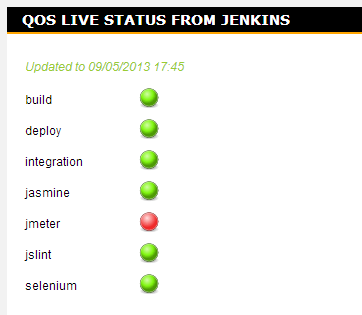 QOS LIVE STATUS FROM JENKINS
Updated to 09/05/2013 17:45
build
deploy
integration
jasmine
jmeter
jslint
selenium